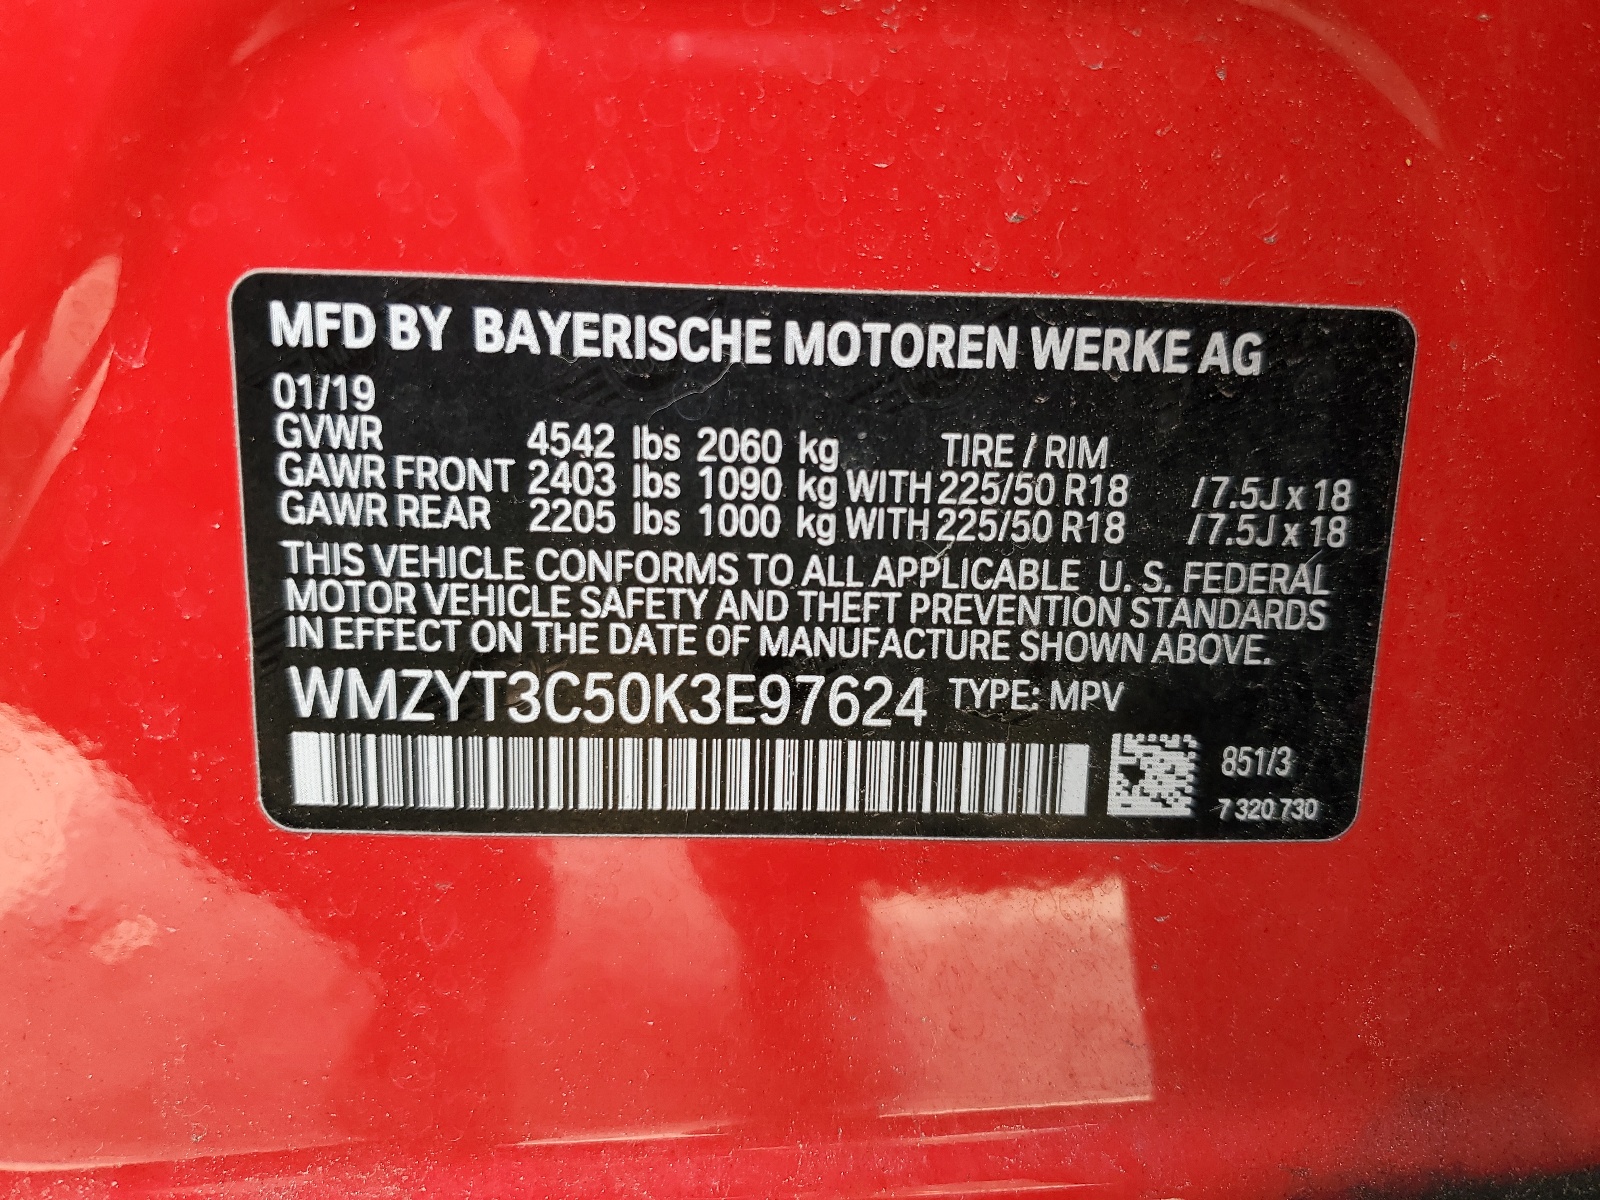 MFD BY BAYERISCHE MOTOREN WERKE AG
01/19
GVWR 4542 lbs 2060 kg TIRE / RIM
GAWR FRONT 2403 lbs 1090 kg WITH 225/50 R18 /7.5J x 18
GAWR REAR 2205 lbs 1000 kg WITH 225/50 R18 /7.5J x 18
THIS VEHICLE CONFORMS TO ALL APPLICABLE U. S. FEDERAL
MOTOR VEHICLE SAFETY AND THEFT PREVENTION STANDARDS
IN EFFECT ON THE DATE OF MANUFACTURE SHOWN ABOVE.
WMZYT3C50K3E97624 TYPE: MPV
851/3
7 320 730